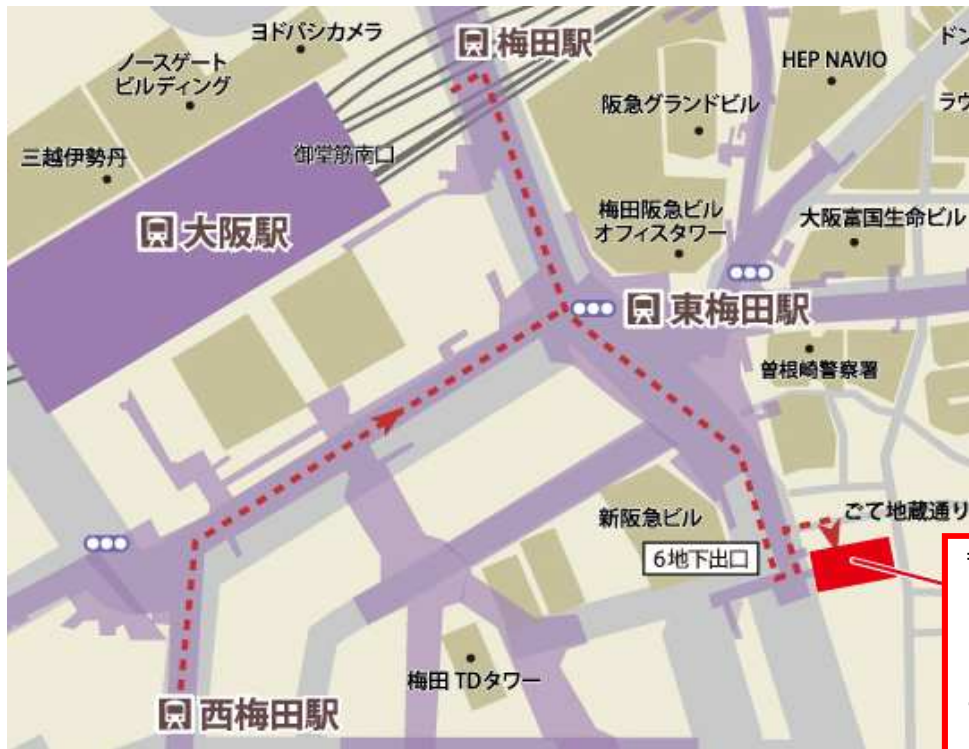 ヨドバシカメラ
梅田駅
HEP NAVIO
ノースゲート
ビルディング
阪急グランドビル
三越伊勢丹
御堂筋南口
大阪駅
梅田阪急ビル
オフィスタワー
大阪富国生命ビル
東梅田駅
曽根崎警察署
新阪急ビル
ごて地蔵通り
6地下出口
梅田 TDタワー
西梅田駅